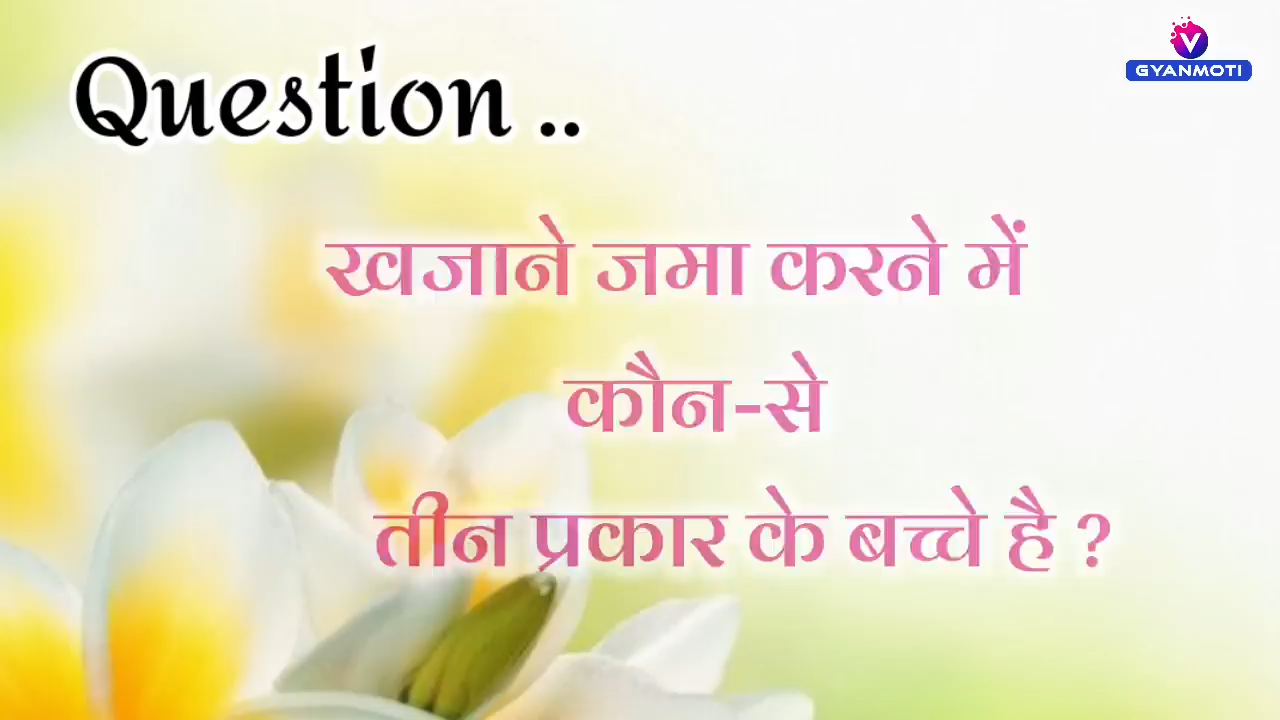 Question ..
V
GYANMOTI
खजाने जमा करने में
कौन-से
तीन प्रकार के बच्चे है ?